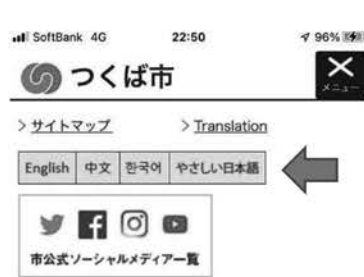 SoftBank 4G 22:50 96%
つくば市
メニュー
> サイトマップ > Translation
English 中文 한국어 やさしい日本語
市公式ソーシャルメディア一覧